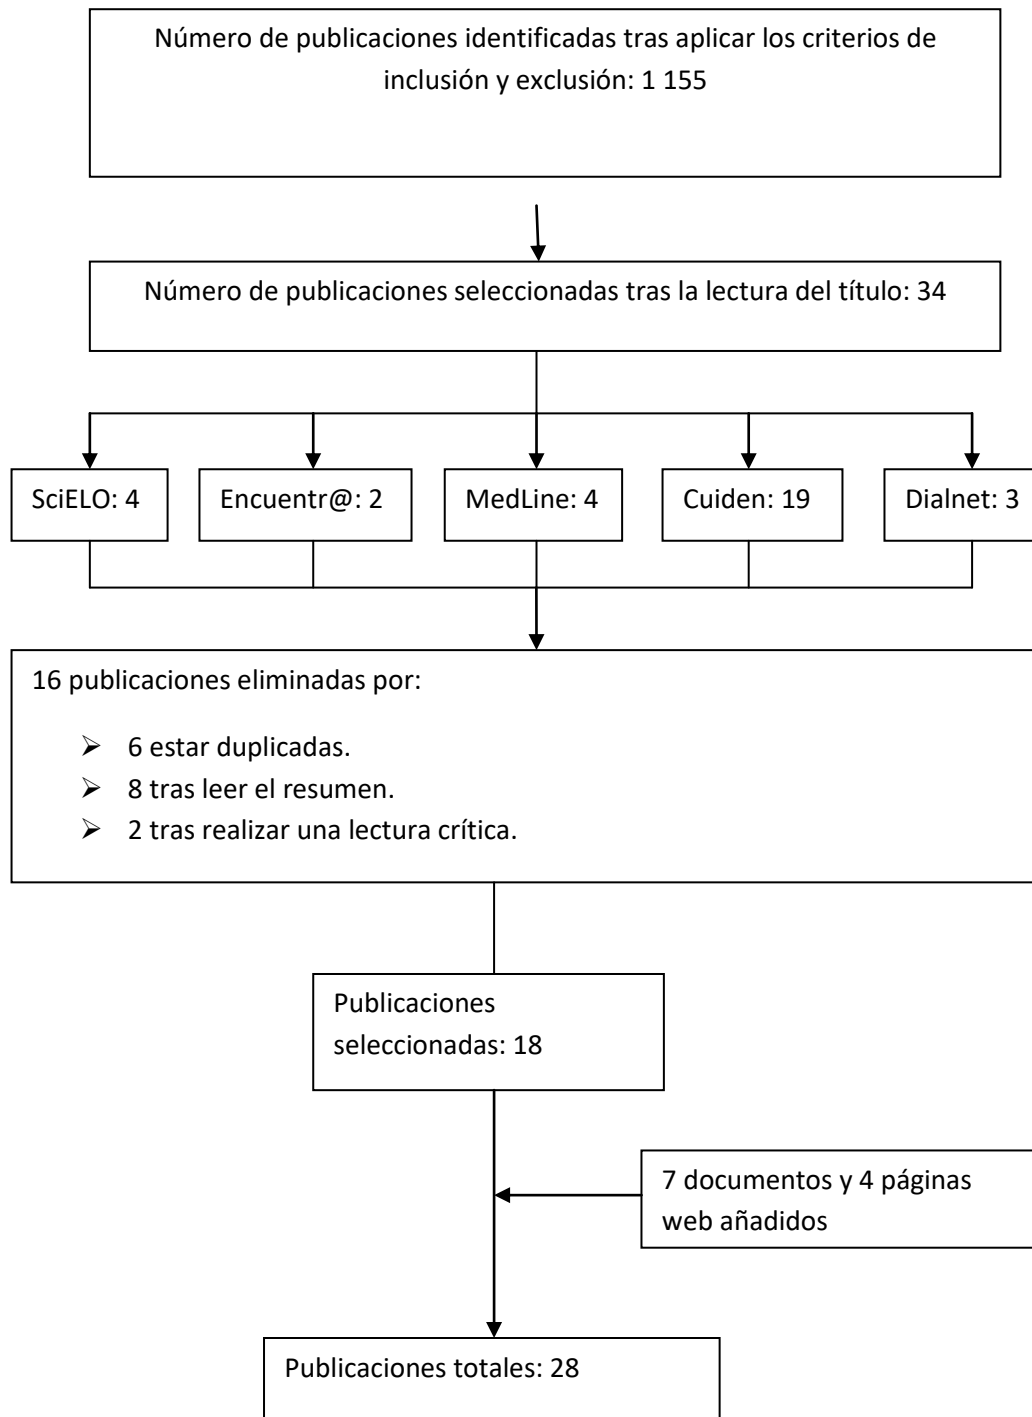 Número de publicaciones identificadas tras aplicar los criterios de
inclusión y exclusión: 1 155
Número de publicaciones seleccionadas tras la lectura del título: 34
SciELO: 4
Encuentr@: 2
MedLine: 4
Cuiden: 19
Dialnet: 3
16 publicaciones eliminadas por:
➢ 6 estar duplicadas.
➢ 8 tras leer el resumen.
➢ 2 tras realizar una lectura crítica.
Publicaciones
seleccionadas: 18
7 documentos y 4 páginas
web añadidos
Publicaciones totales: 28